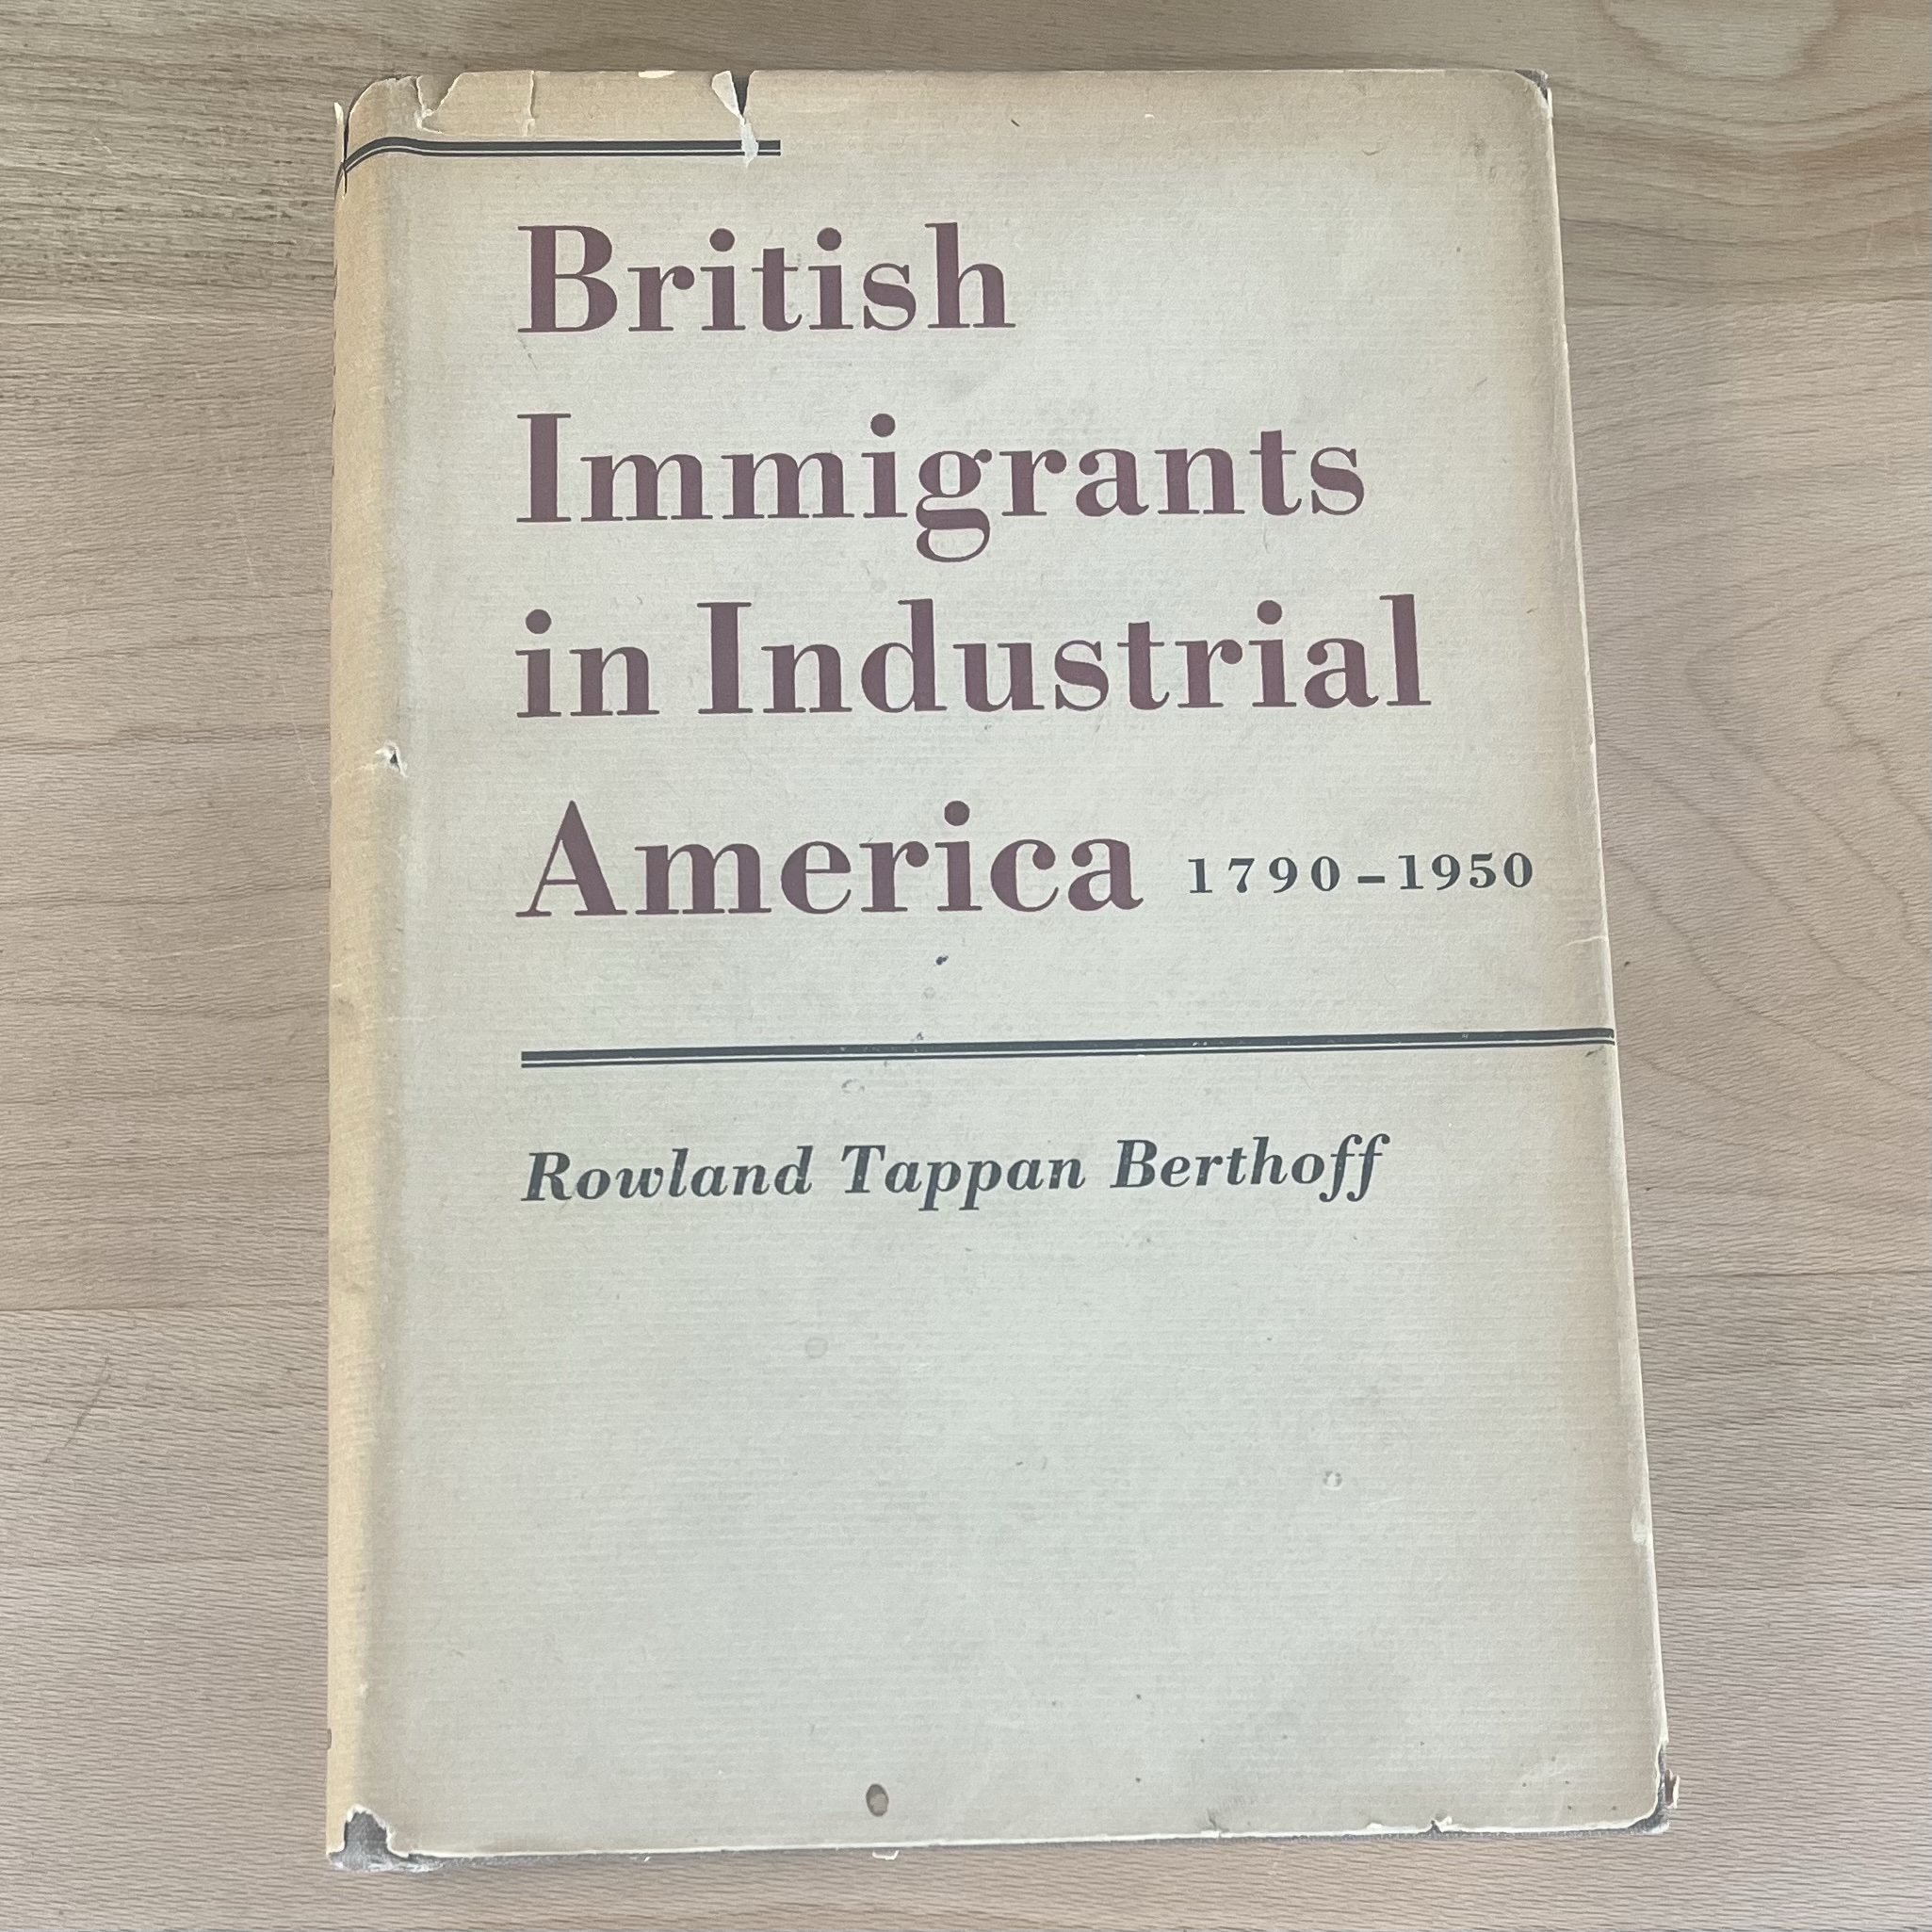 British
Immigrants
in Industrial
America 1790–1950
Rowland Tappan Berthoff